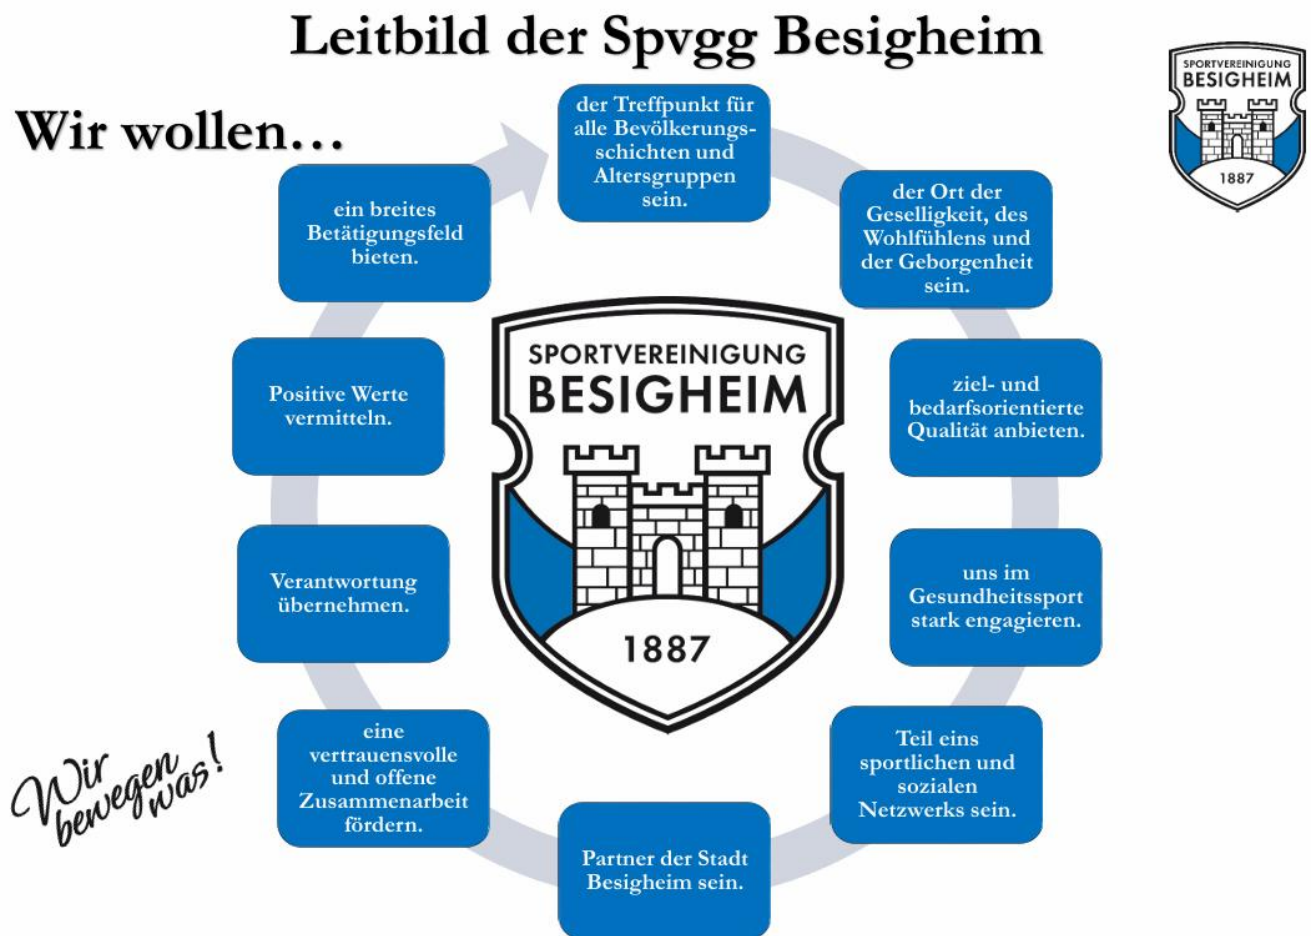 Leitbild der Spvgg Besigheim
SPORTVEREINIGUNG
BESIGHEIM
1887
Wir wollen…
der Treffpunkt für
alle Bevölkerungs-
schichten und
Altersgruppen
sein.
der Ort der
Geselligkeit, des
Wohlfühlens und
der Geborgenheit
sein.
ziel- und
bedarfsorientierte
Qualität anbieten.
uns im
Gesundheitssport
stark engagieren.
Teil eins
sportlichen und
sozialen
Netzwerks sein.
Partner der Stadt
Besigheim sein.
eine
vertrauensvolle
und offene
Zusammenarbeit
fördern.
Verantwortung
übernehmen.
Positive Werte
vermitteln.
ein breites
Betätigungsfeld
bieten.
SPORTVEREINIGUNG
BESIGHEIM
1887
Wir
bewegen
was!